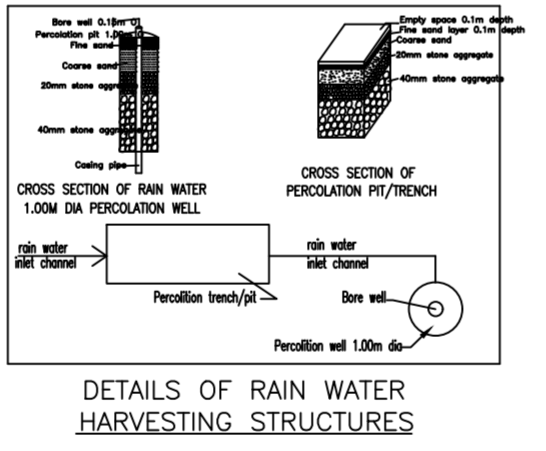 Bore well 0.15m
Percolation pit 1.00
Fine sand
Coarse sand
20mm stone aggre
40mm stone aggre
Casing pipe
CROSS SECTION OF RAIN WATER
1.00M DIA PERCOLATION WELL
Empty space 0.1m depth
Fine sand layer 0.1m depth
Coarse sand
20mm stone aggregate
40mm stone aggregate
CROSS SECTION OF
PERCOLATION PIT/TRENCH
rain water
inlet channel
Percolition trench/pit
rain water
inlet channel
Bore well
Percolition well 1.00m dia
DETAILS OF RAIN WATER
HARVESTING STRUCTURES